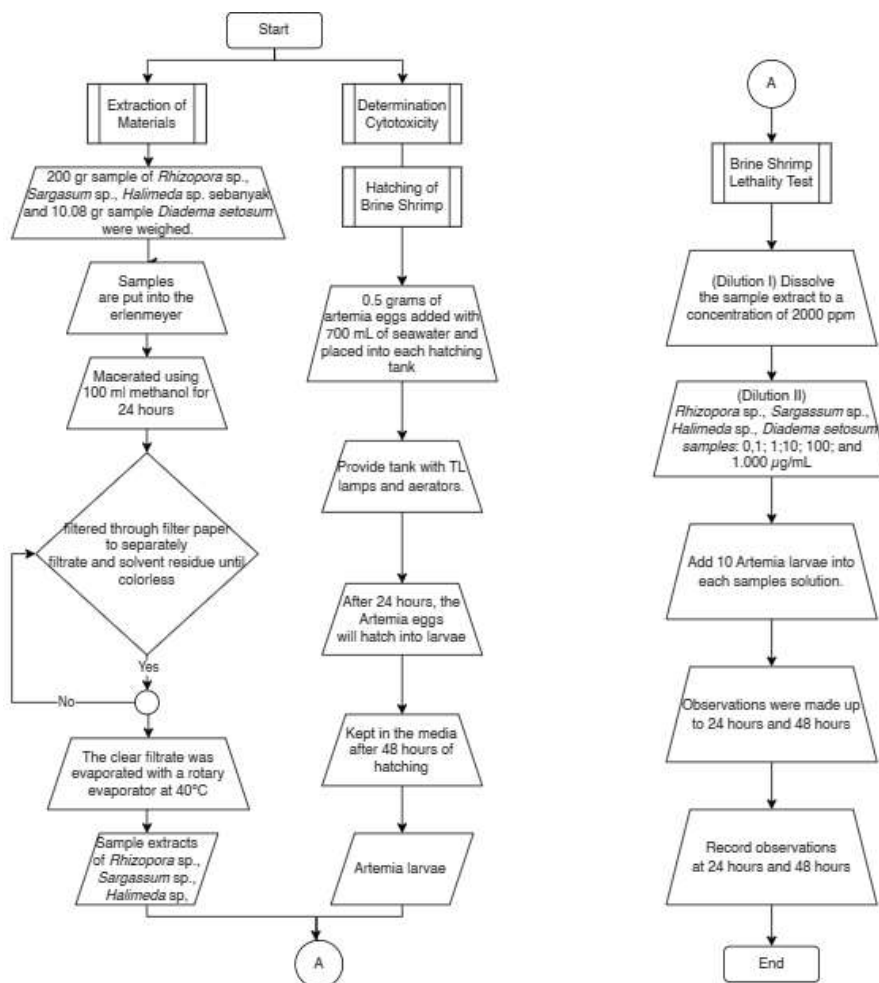 Start
Extraction of
Materials
200 gr sample of Rhizopora sp.,
Sargasum sp., Halimeda sp. sebanyak
and 10.08 gr sample Diadema setosum
were weighed.
Samples
are put into the
erlenmeyer
Macerated using
100 ml methanol for
24 hours
filtered through filter paper
to separately
filtrate and solvent residue until
colorless
Yes
No
The clear filtrate was
evaporated with a rotary
evaporator at 40°C
Sample extracts
of Rhizopora sp.,
Sargassum sp.,
Halimeda sp,
Determination
Cytotoxicity
Hatching of
Brine Shrimp
0.5 grams of
artemia eggs added with
700 mL of seawater and
placed into each hatching
tank
Provide tank with TL
lamps and aerators.
After 24 hours, the
Artemia eggs
will hatch into larvae
Kept in the media
after 48 hours of
hatching
Artemia larvae
A
A
Brine Shrimp
Lethality Test
(Dilution I) Dissolve
the sample extract to a
concentration of 2000 ppm
(Dilution II)
Rhizopora sp., Sargassum sp.,
Halimeda sp., Diadema setosum
samples: 0,1; 1;10; 100; and
1.000 µg/mL
Add 10 Artemia larvae into
each samples solution.
Observations were made up
to 24 hours and 48 hours
Record observations
at 24 hours and 48 hours
End